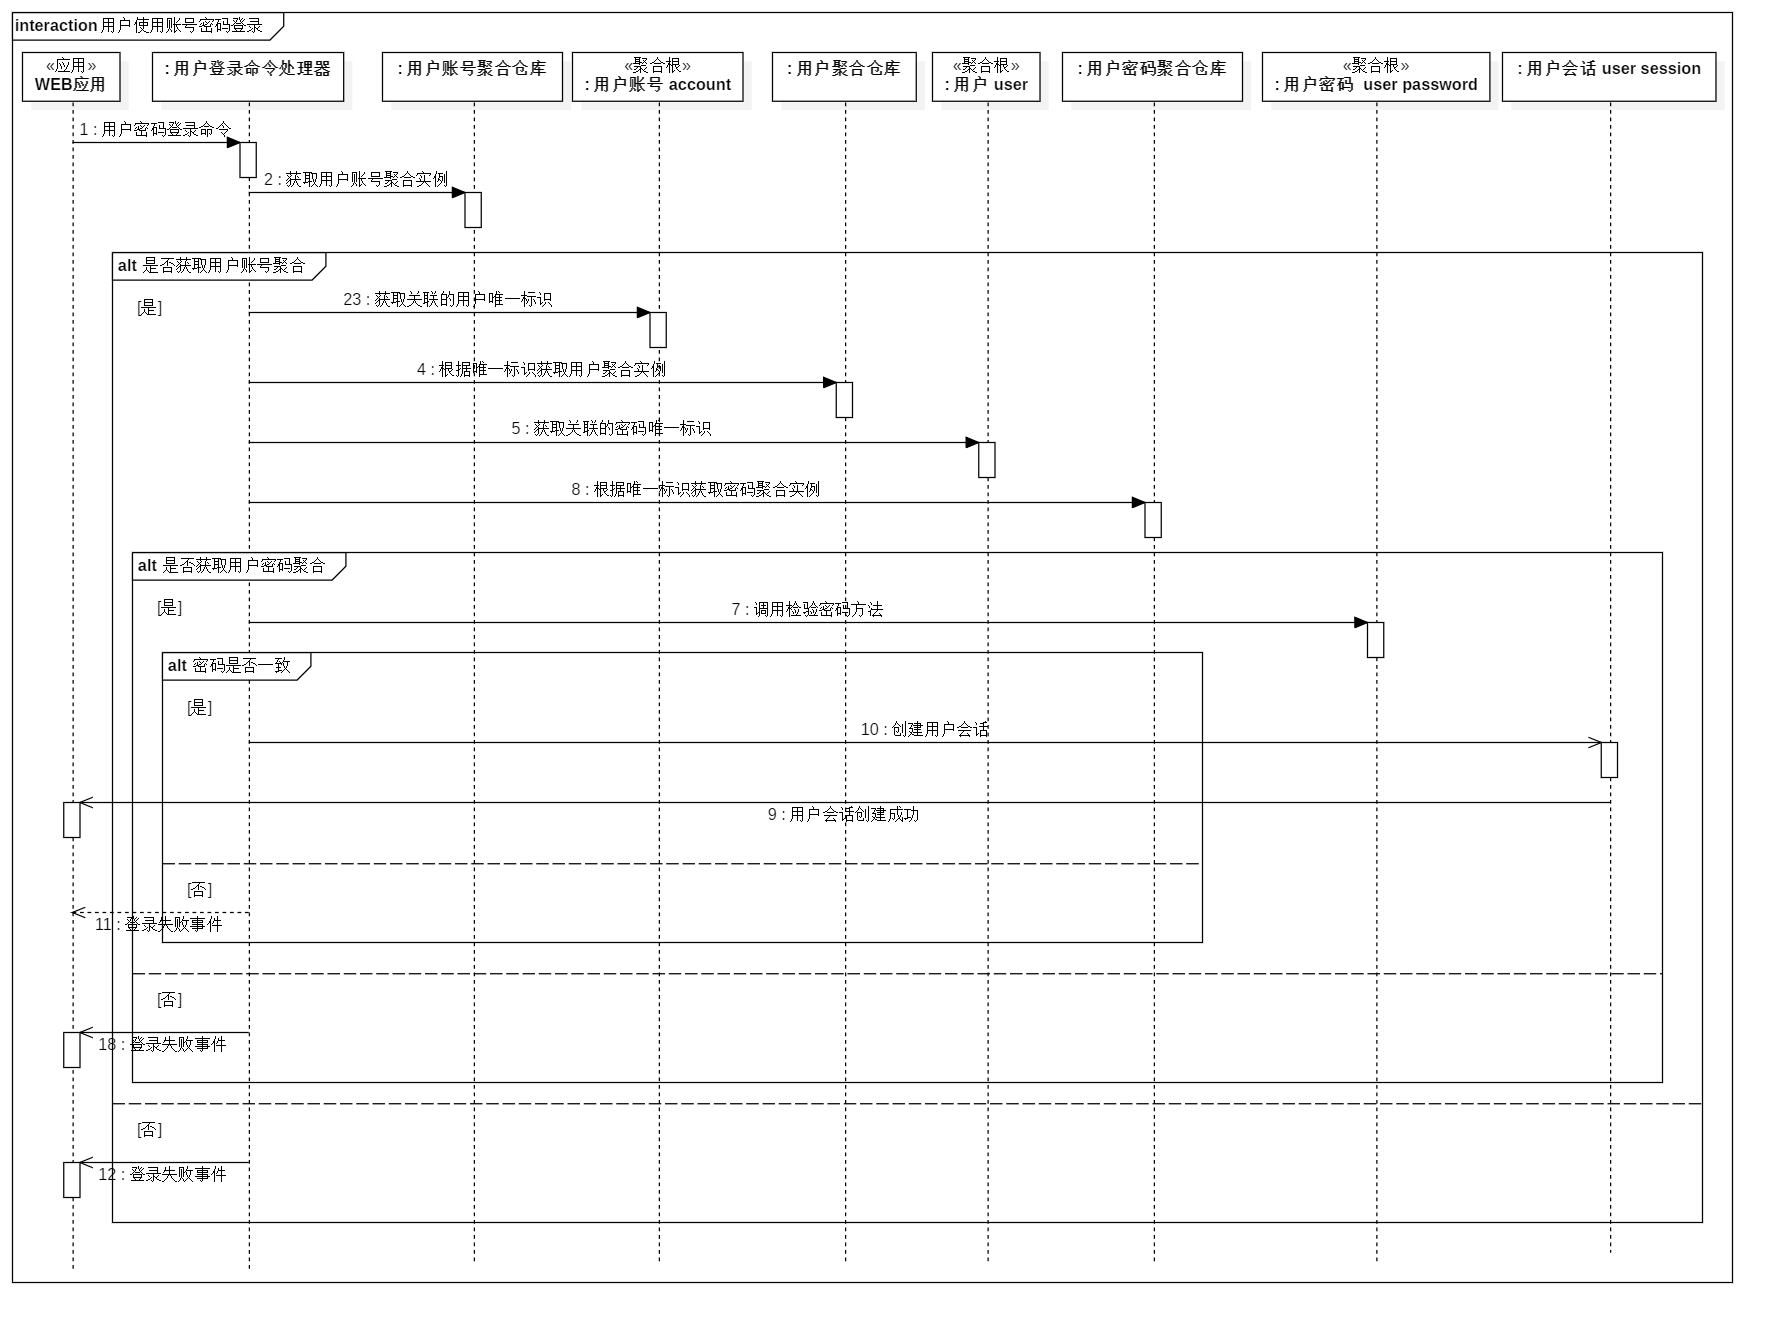 interaction 用户使用账号密码登录
«应用»
WEB应用
: 用户登录命令处理器
: 用户账号聚合仓库
«聚合根»
: 用户账号 account
: 用户聚合仓库
«聚合根»
: 用户 user
: 用户密码聚合仓库
«聚合根»
: 用户密码 user password
: 用户会话 user session
1 : 用户密码登录命令
2 : 获取用户账号聚合实例
alt 是否获取用户账号聚合
[是]
23 : 获取关联的用户唯一标识
4 : 根据唯一标识获取用户聚合实例
5 : 获取关联的密码唯一标识
8 : 根据唯一标识获取密码聚合实例
alt 是否获取用户密码聚合
[是]
7 : 调用检验密码方法
alt 密码是否一致
[是]
10 : 创建用户会话
9 : 用户会话创建成功
[否]
11 : 登录失败事件
[否]
18 : 登录失败事件
[否]
12 : 登录失败事件